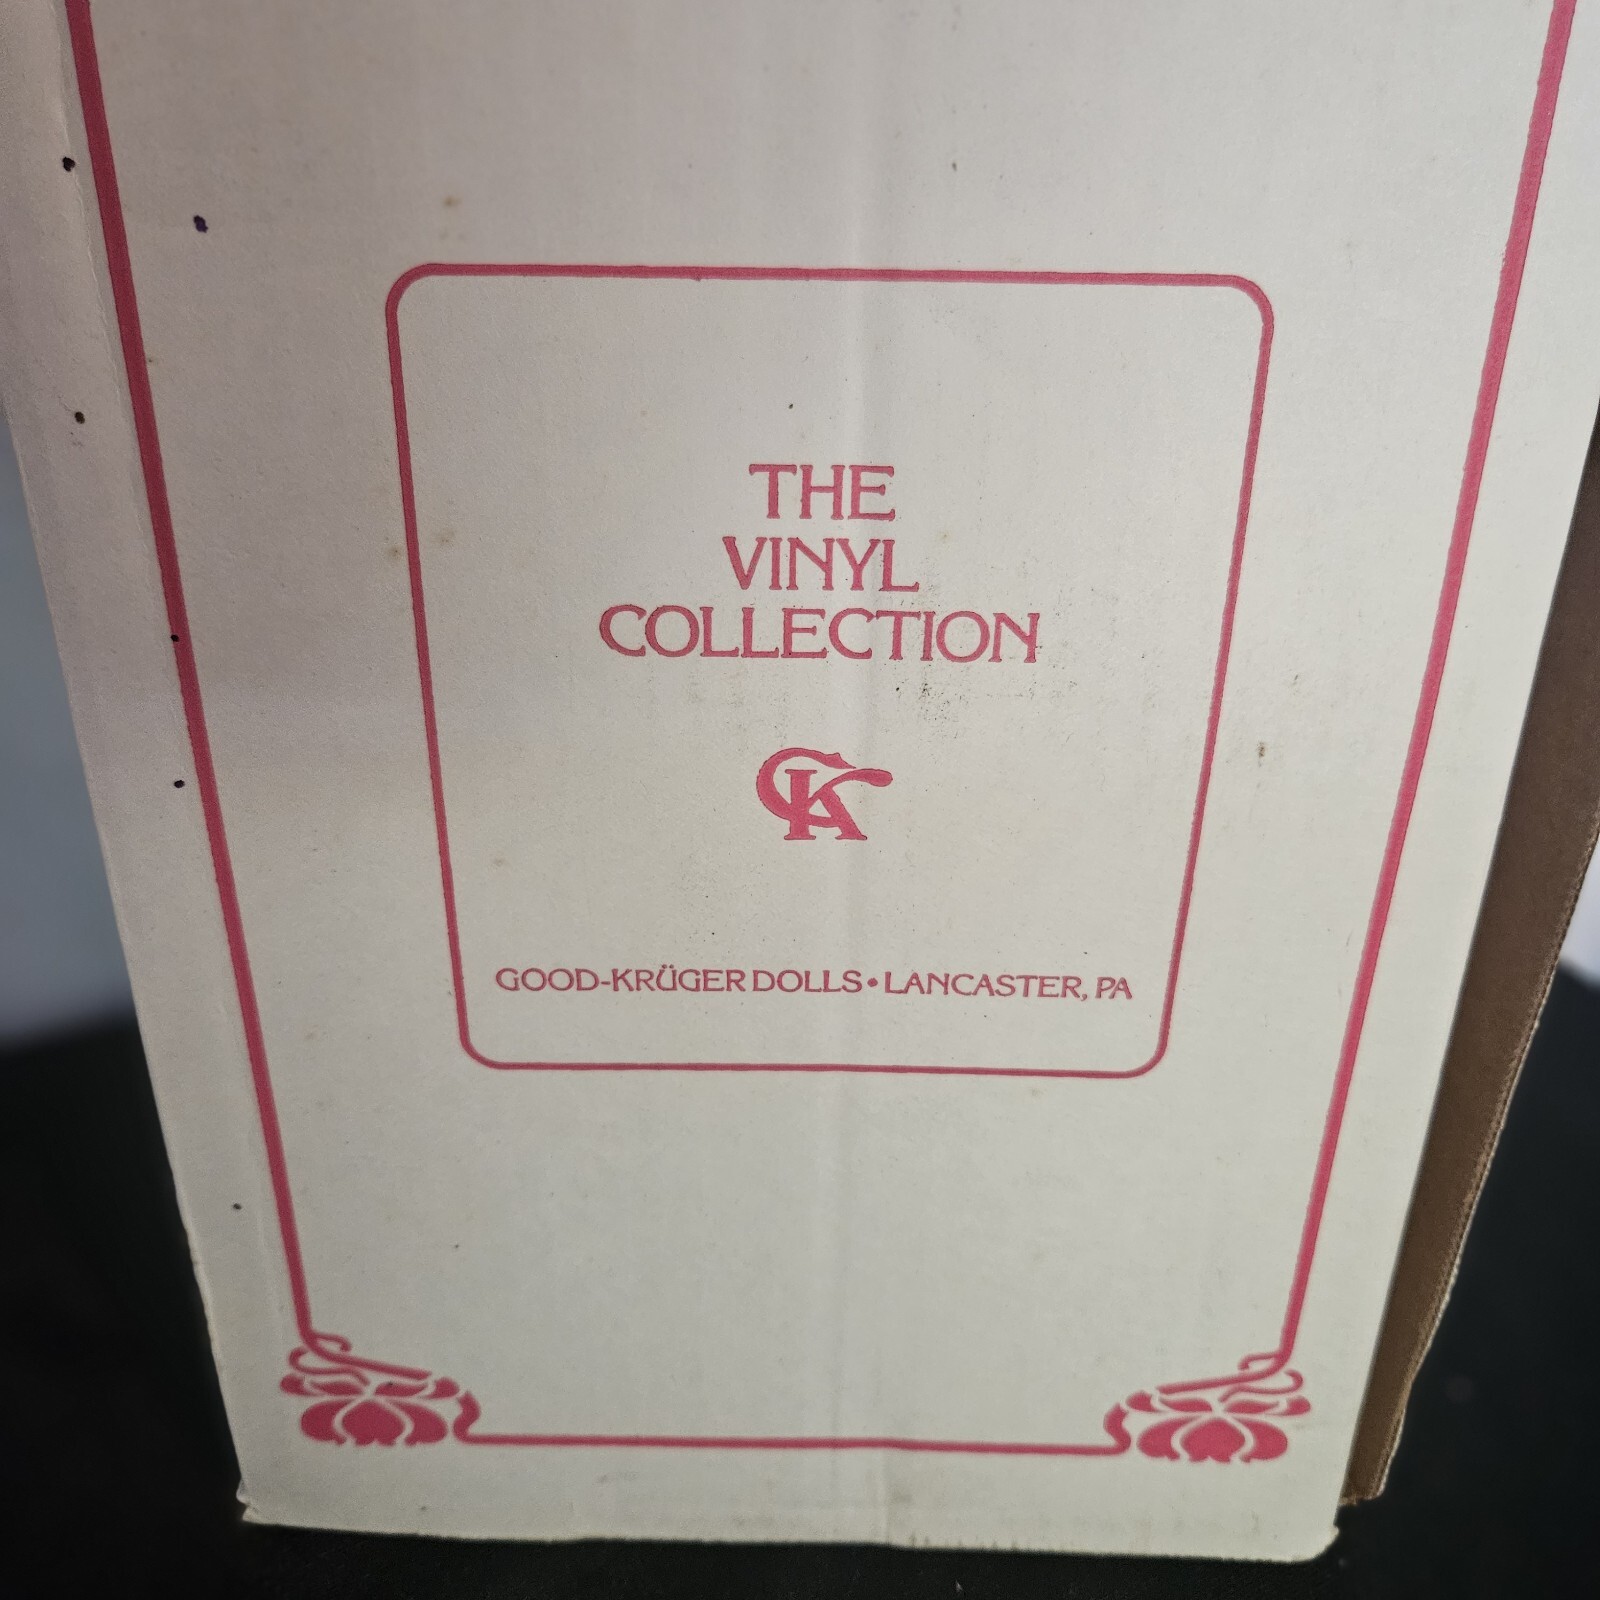 THE
VINYL
COLLECTION
GK
GOOD-KRÜGER DOLLS • LANCASTER, PA